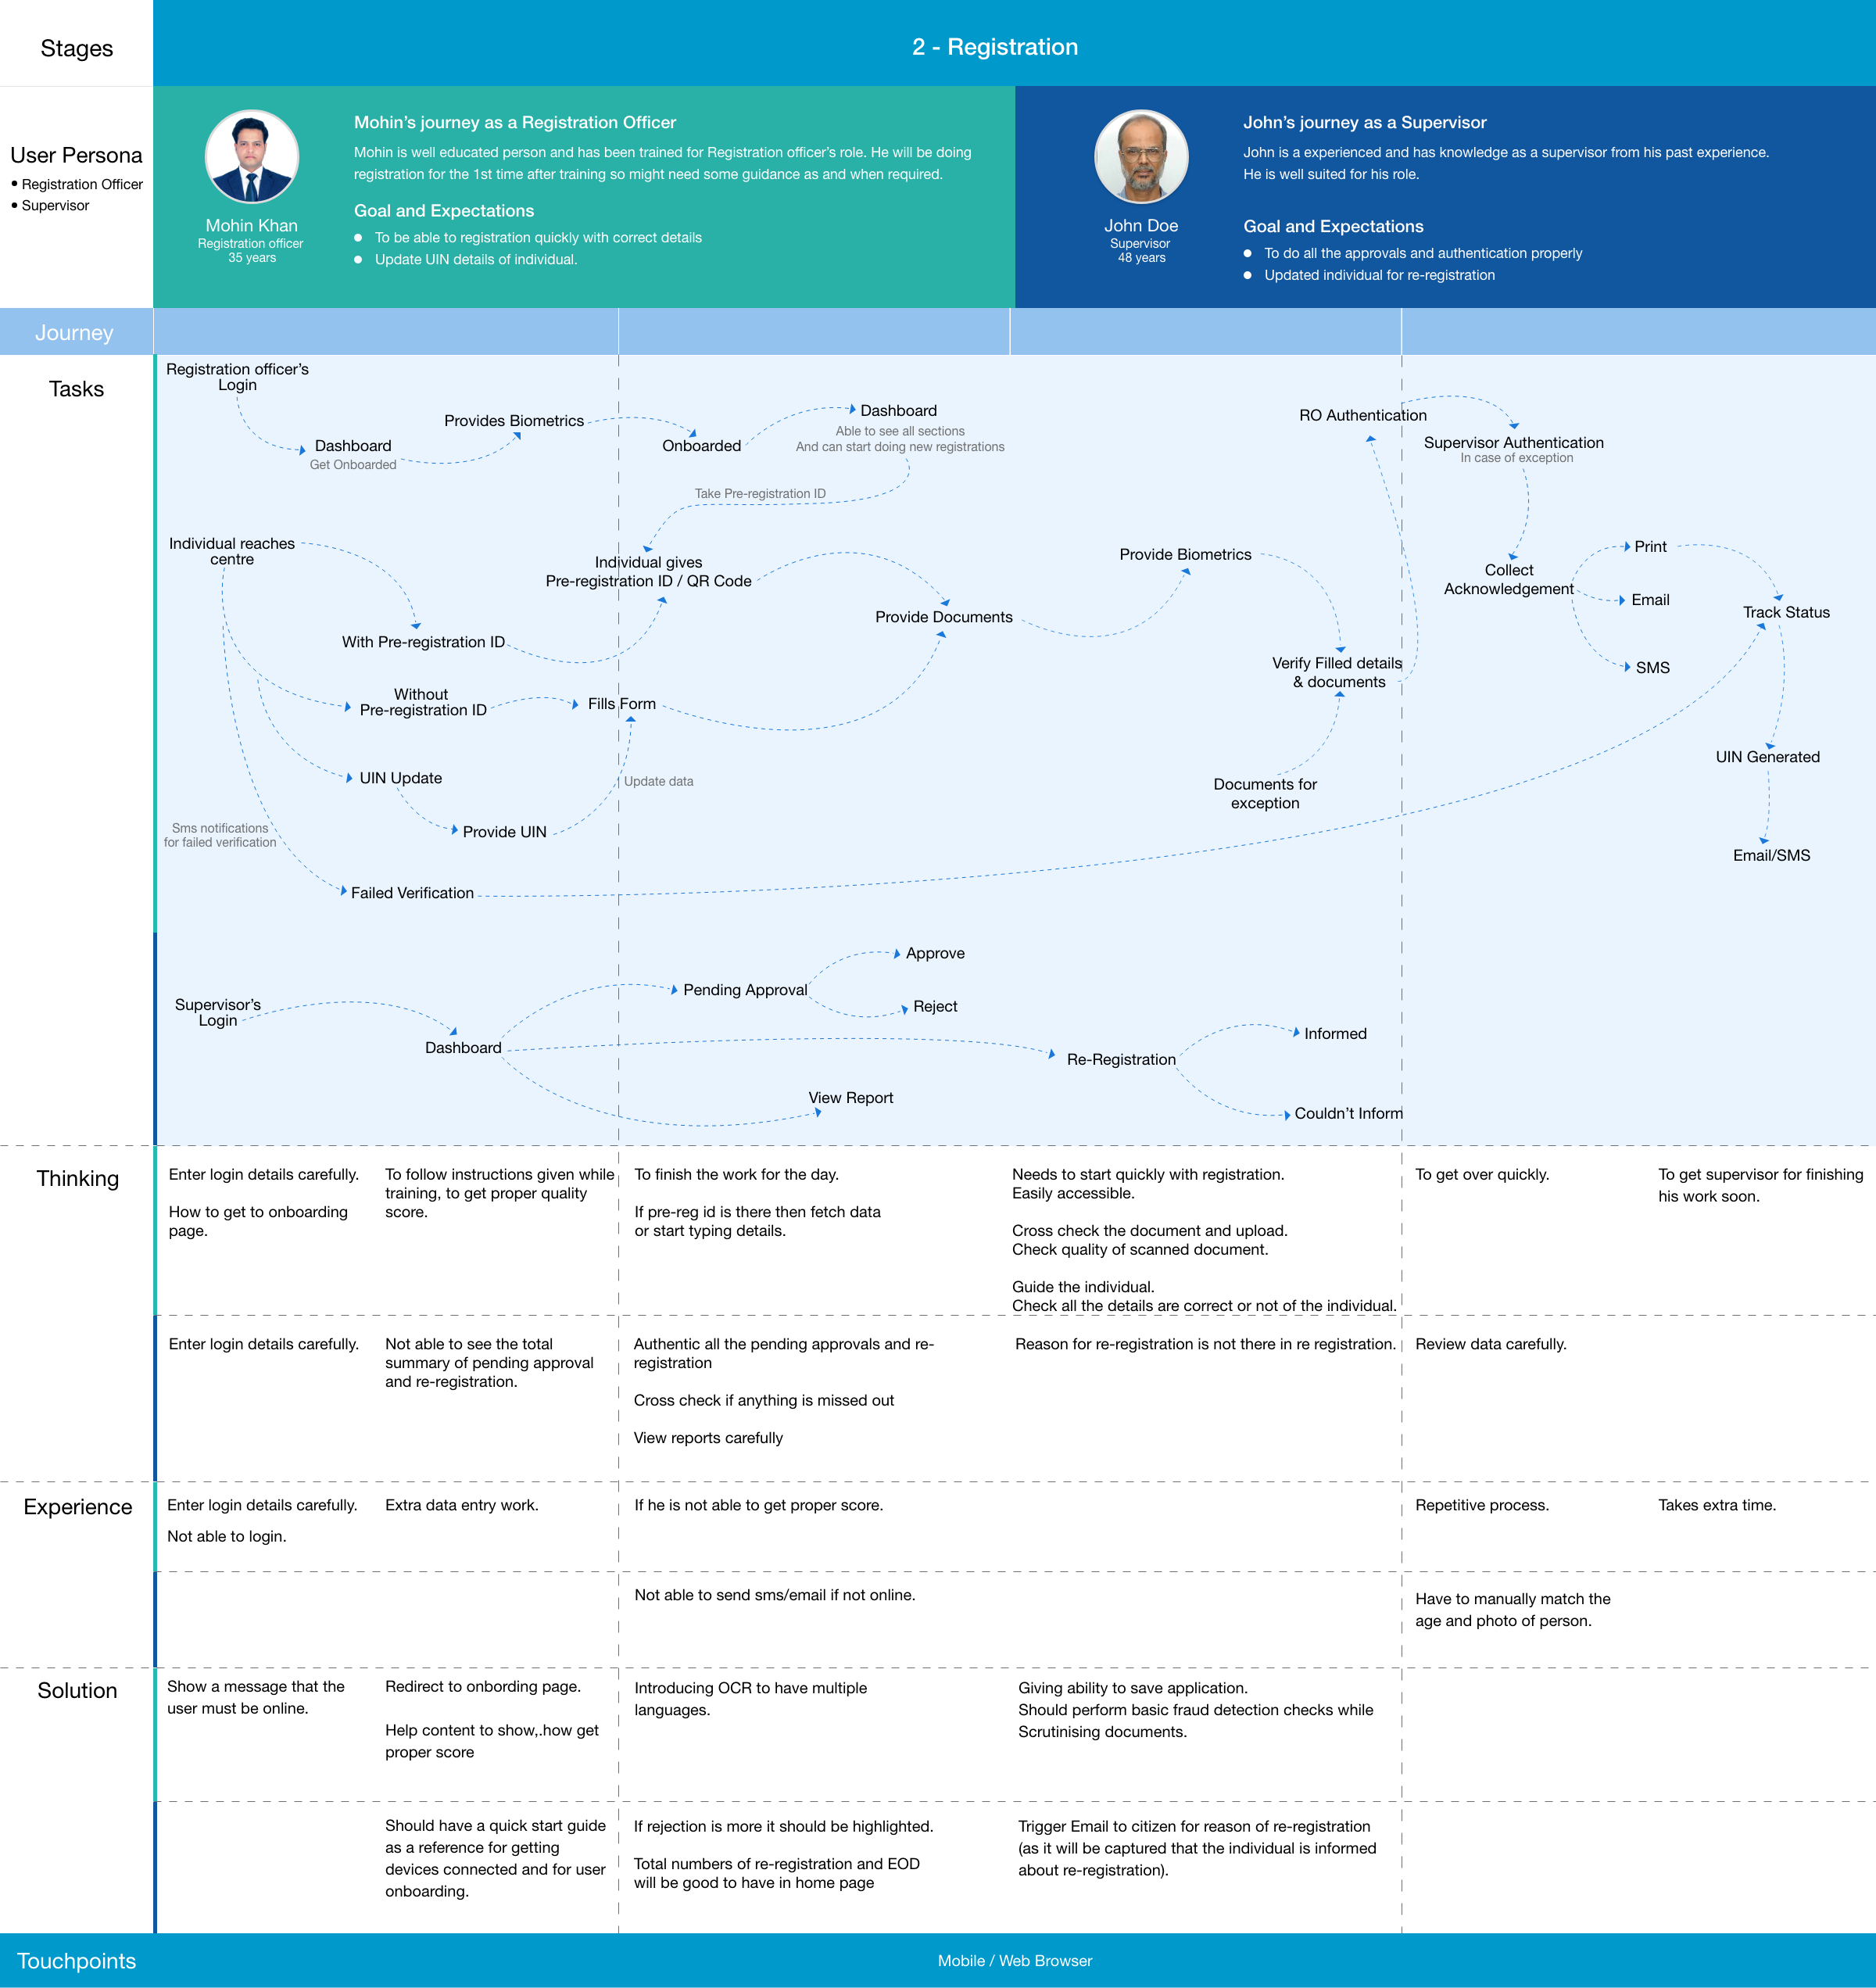 Stages
2 - Registration
User Persona
• Registration Officer
• Supervisor
Mohin Khan
Registration officer
35 years
Mohin’s journey as a Registration Officer
Mohin is well educated person and has been trained for Registration officer’s role. He will be doing
registration for the 1st time after training so might need some guidance as and when required.
Goal and Expectations
To be able to registration quickly with correct details
Update UIN details of individual.
John Doe
Supervisor
48 years
John’s journey as a Supervisor
John is a experienced and has knowledge as a supervisor from his past experience.
He is well suited for his role.
Goal and Expectations
To do all the approvals and authentication properly
Updated individual for re-registration
Journey
Tasks
Registration officer’s
Login
Dashboard
Get Onboarded
Provides Biometrics
Onboarded
Dashboard
Able to see all sections
And can start doing new registrations
Take Pre-registration ID
RO Authentication
Supervisor Authentication
In case of exception
Individual reaches
centre
With Pre-registration ID
Individual gives
Pre-registration ID / QR Code
Provide Documents
Provide Biometrics
Verify Filled details
& documents
Collect
Acknowledgement
Print
Email
SMS
Track Status
Without
Pre-registration ID
Fills Form
UIN Update
Provide UIN
Update data
Documents for
exception
UIN Generated
Email/SMS
Sms notifications
for failed verification
Failed Verification
Supervisor’s
Login
Dashboard
Pending Approval
Approve
Reject
Re-Registration
Informed
Couldn’t Inform
View Report
Thinking
Enter login details carefully.
How to get to onboarding
page.
To follow instructions given while
training, to get proper quality
score.
To finish the work for the day.
If pre-reg id is there then fetch data
or start typing details.
Needs to start quickly with registration.
Easily accessible.
Cross check the document and upload.
Check quality of scanned document.
Guide the individual.
Check all the details are correct or not of the individual.
To get over quickly.
To get supervisor for finishing
his work soon.
Enter login details carefully.
Not able to see the total
summary of pending approval
and re-registration.
Authentic all the pending approvals and re-
registration
Cross check if anything is missed out
View reports carefully
Reason for re-registration is not there in re registration.
Review data carefully.
Experience
Enter login details carefully.
Not able to login.
Extra data entry work.
If he is not able to get proper score.
Repetitive process.
Takes extra time.
Not able to send sms/email if not online.
Have to manually match the
age and photo of person.
Solution
Show a message that the
user must be online.
Redirect to onbording page.
Help content to show,.how get
proper score
Introducing OCR to have multiple
languages.
Giving ability to save application.
Should perform basic fraud detection checks while
Scrutinising documents.
Should have a quick start guide
as a reference for getting
devices connected and for user
onboarding.
If rejection is more it should be highlighted.
Total numbers of re-registration and EOD
will be good to have in home page
Trigger Email to citizen for reason of re-registration
(as it will be captured that the individual is informed
about re-registration).
Touchpoints
Mobile / Web Browser